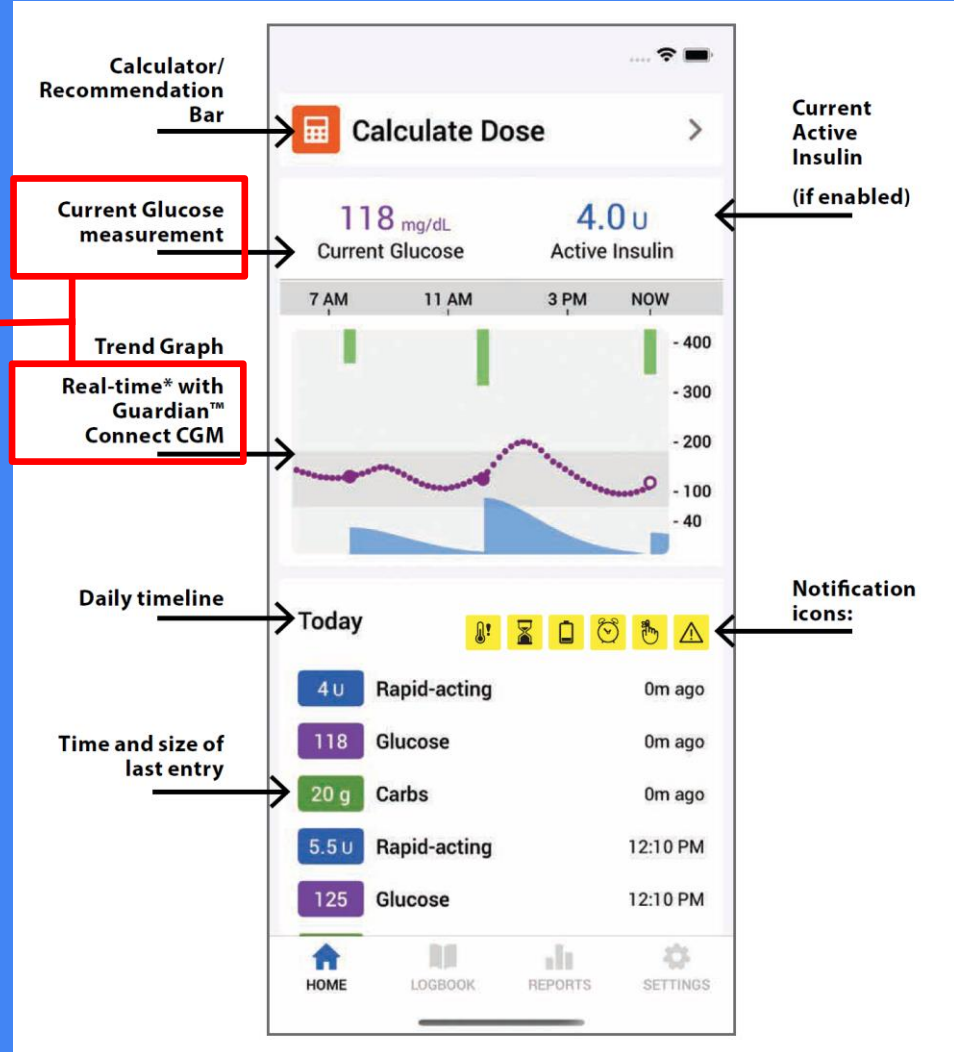 Calculator/
Recommendation
Bar
Calculate Dose
Current
Active
Insulin
(if enabled)
Current Glucose
measurement
118 mg/dL
Current Glucose
4.0 U
Active Insulin
7 AM 11 AM 3 PM NOW
Trend Graph
Real-time* with
Guardian™
Connect CGM
- 400
- 300
- 200
- 100
- 40
Daily timeline
Today
Notification
icons:
Time and size of
last entry
4 U Rapid-acting 0m ago
118 Glucose 0m ago
20 g Carbs 0m ago
5.5 U Rapid-acting 12:10 PM
125 Glucose 12:10 PM
HOME LOGBOOK REPORTS SETTINGS